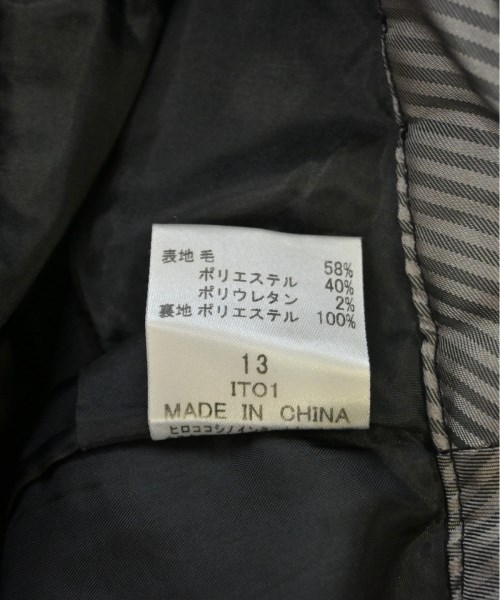 表地 毛 58%
ポリエステル 40%
ポリウレタン 2%
裏地 ポリエステル 100%
13
ITO1
MADE IN CHINA